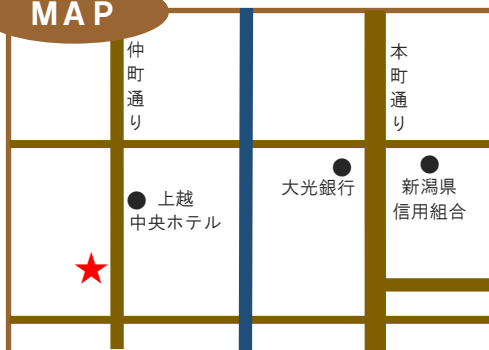 MAP
仲町通り
本町通り
大光銀行
新潟県
信用組合
上越
中央ホテル